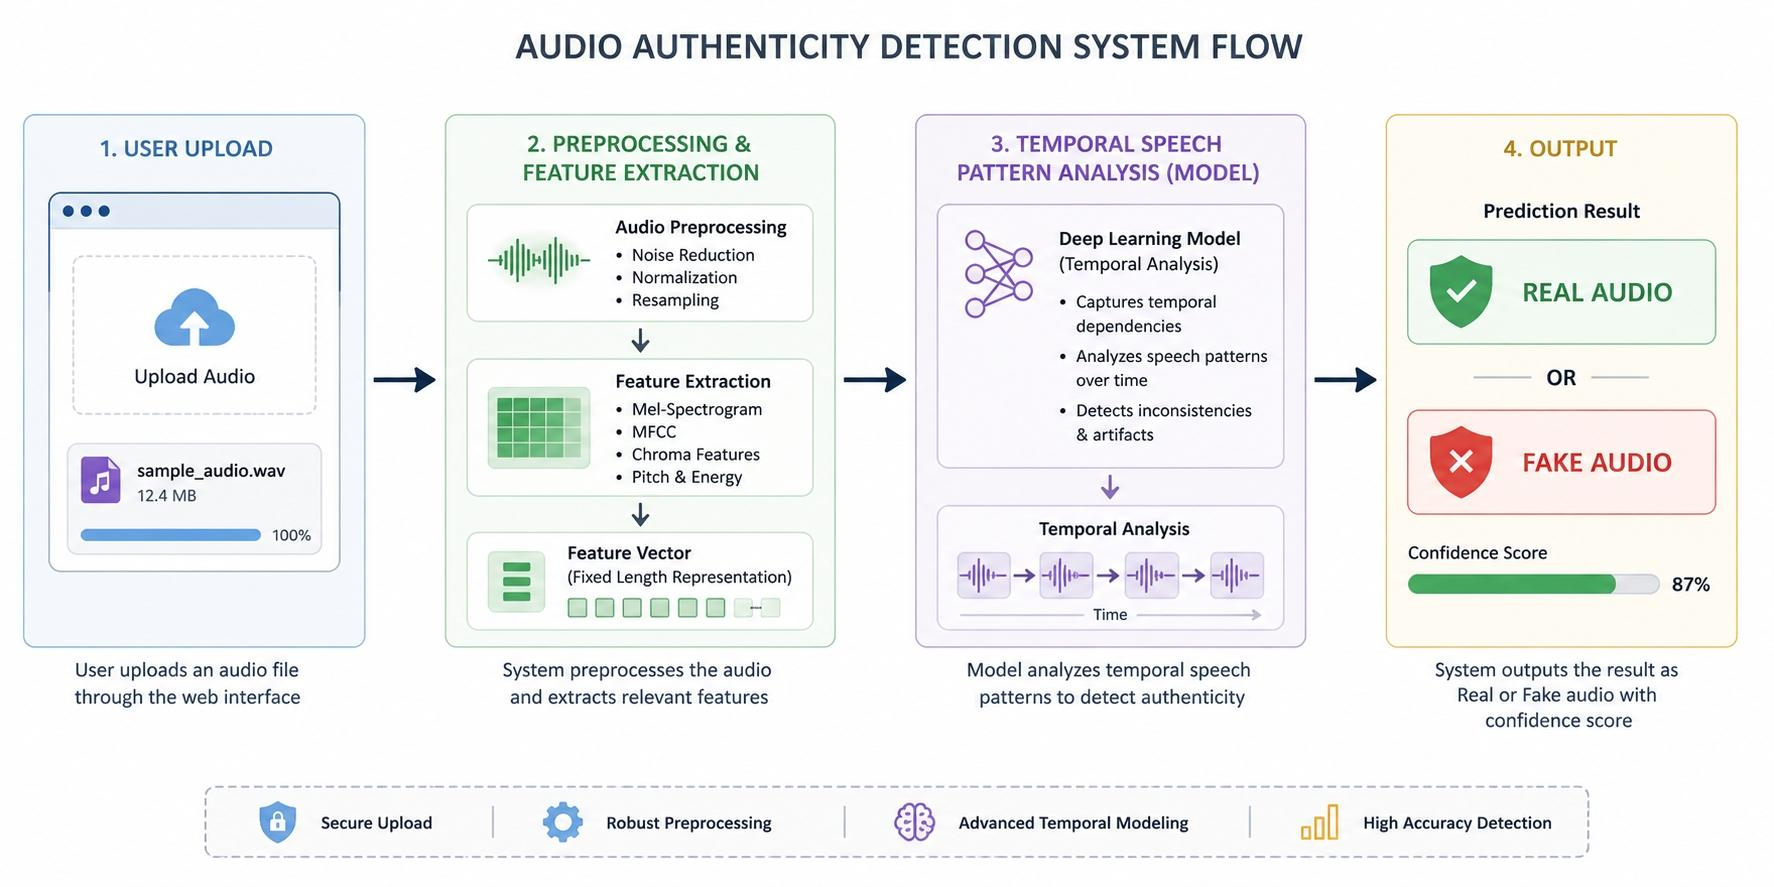 AUDIO AUTHENTICITY DETECTION SYSTEM FLOW
1. USER UPLOAD
Upload Audio
sample_audio.wav
12.4 MB
100%
User uploads an audio file
through the web interface
2. PREPROCESSING &
FEATURE EXTRACTION
Audio Preprocessing
• Noise Reduction
• Normalization
• Resampling
Feature Extraction
• Mel-Spectrogram
• MFCC
• Chroma Features
• Pitch & Energy
Feature Vector
(Fixed Length Representation)
System preprocesses the audio
and extracts relevant features
3. TEMPORAL SPEECH
PATTERN ANALYSIS (MODEL)
Deep Learning Model
(Temporal Analysis)
• Captures temporal
dependencies
• Analyzes speech patterns
over time
• Detects inconsistencies
& artifacts
Temporal Analysis
Time
Model analyzes temporal speech
patterns to detect authenticity
4. OUTPUT
Prediction Result
REAL AUDIO
OR
FAKE AUDIO
Confidence Score
87%
System outputs the result as
Real or Fake audio with
confidence score
Secure Upload
Robust Preprocessing
Advanced Temporal Modeling
High Accuracy Detection